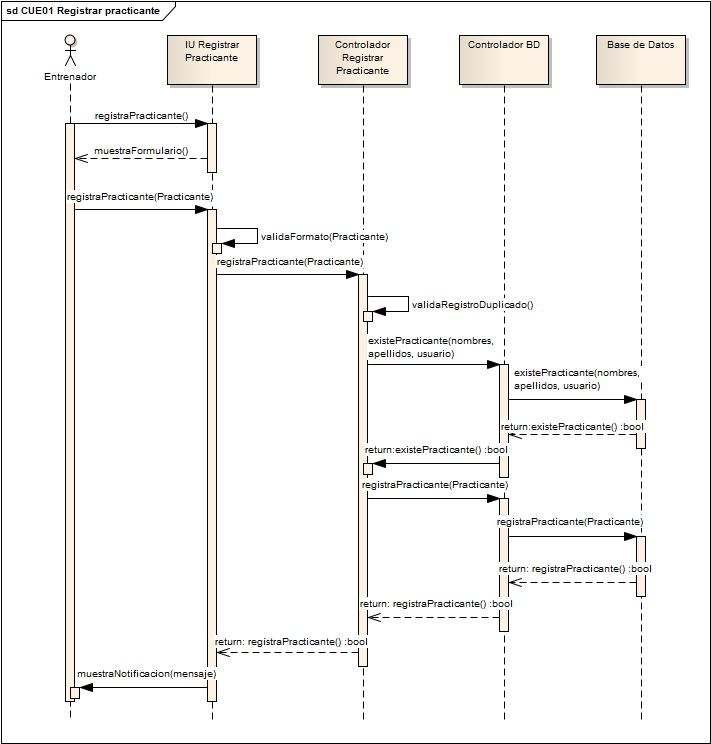 sd CUE01 Registrar practicante
Entrenador
IU Registrar
Practicante
Controlador
Registrar
Practicante
Controlador BD
Base de Datos
registraPracticante()
muestraFormulario()
registraPracticante(Practicante)
validaFormato(Practicante)
registraPracticante(Practicante)
validaRegistroDuplicado()
existePracticante(nombres,
apellidos, usuario)
existePracticante(nombres,
apellidos, usuario)
return:existePracticante() :bool
return:existePracticante() :bool
registraPracticante(Practicante)
registraPracticante(Practicante)
return: registraPracticante() :bool
return: registraPracticante() :bool
return: registraPracticante() :bool
muestraNotificacion(mensaje)